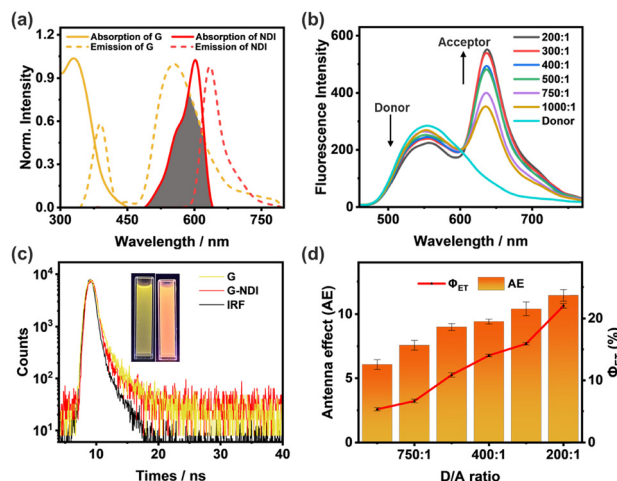 (a)
Absorption of G
Absorption of NDI
Emission of G
Emission of NDI
Norm. Intensity
1.2
0.9
0.6
0.3
0.0
300
450
600
750
Wavelength / nm
(b)
Fluorescence Intensity
600
400
200
0
500
600
700
Wavelength / nm
Acceptor
Donor
200:1
300:1
400:1
500:1
750:1
1000:1
Donor
(c)
Counts
10⁴
10³
10²
10¹
10
20
30
40
Times / ns
G
G-NDI
IRF
(d)
Antenna effect (AE)
10
5
0
Φ_ET
AE
750:1
400:1
200:1
D/A ratio
20
10
0
Φ_ET (%)